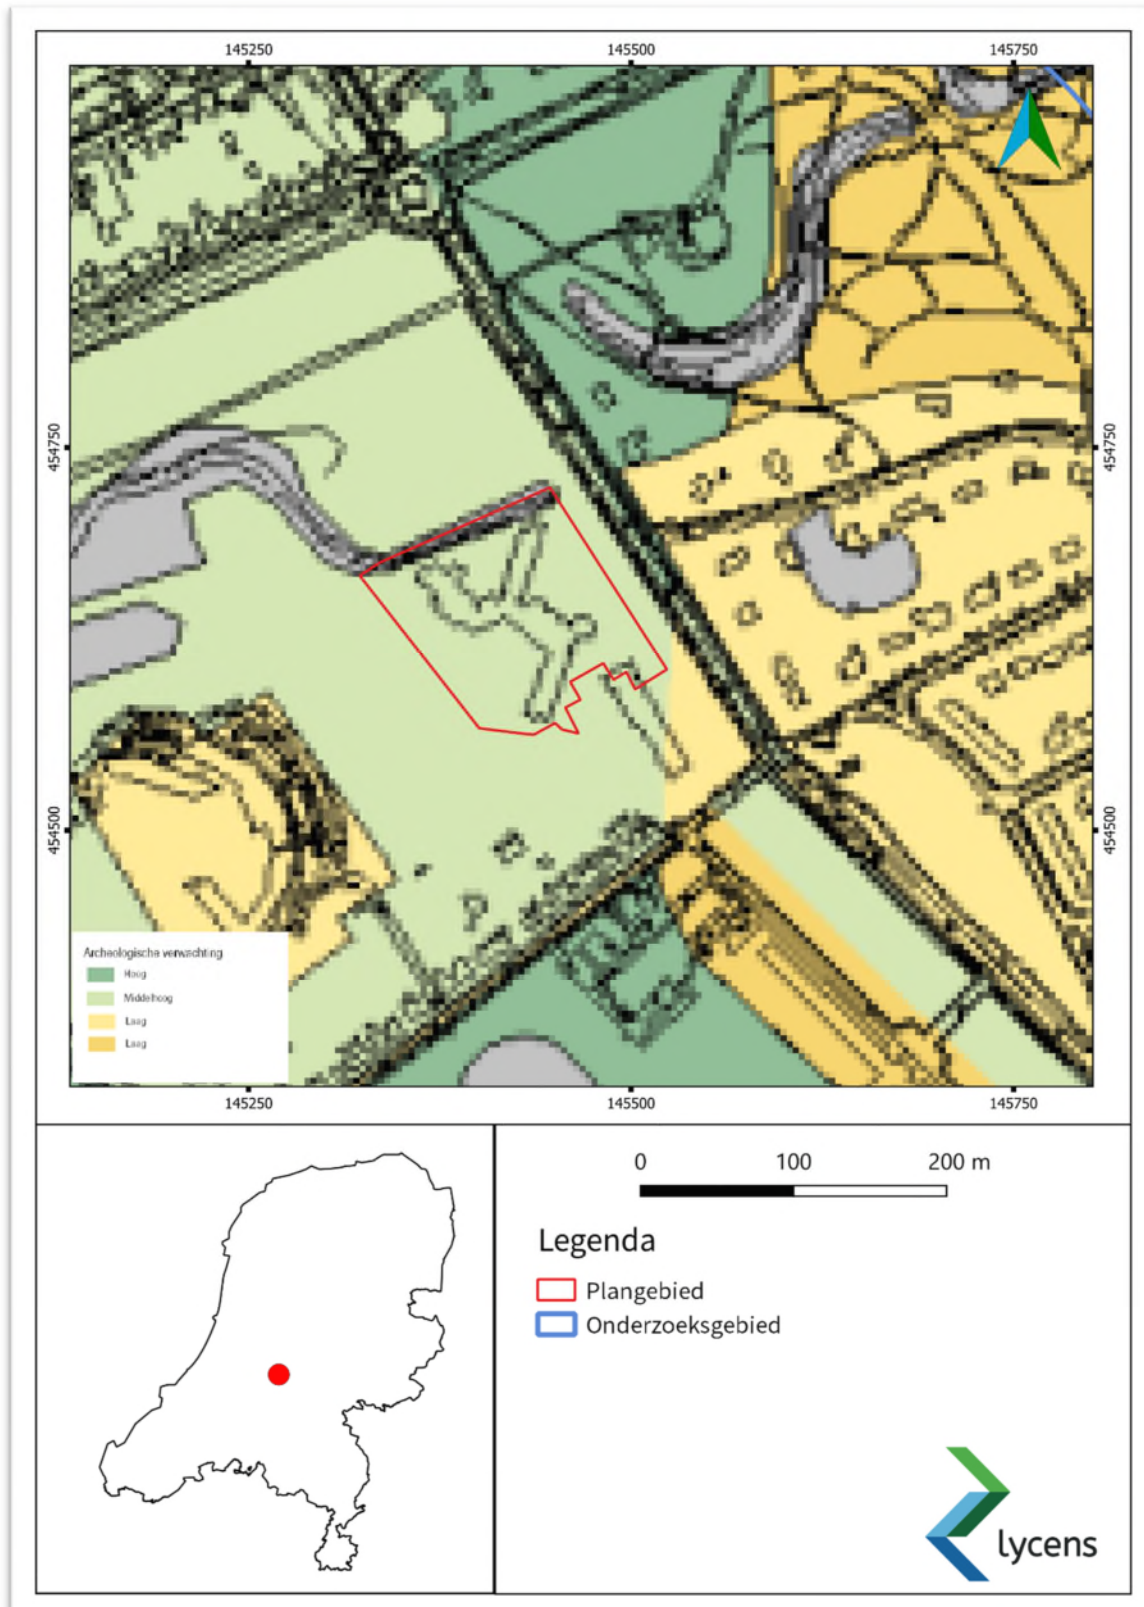 145250 145500 145750
454750 454750
454500 454500
Archeologische verwachting
Hoog
Middelhoog
Laag
Laag
145250 145500 145750
0 100 200 m
Legenda
Plangebied
Onderzoeksgebied
lycens